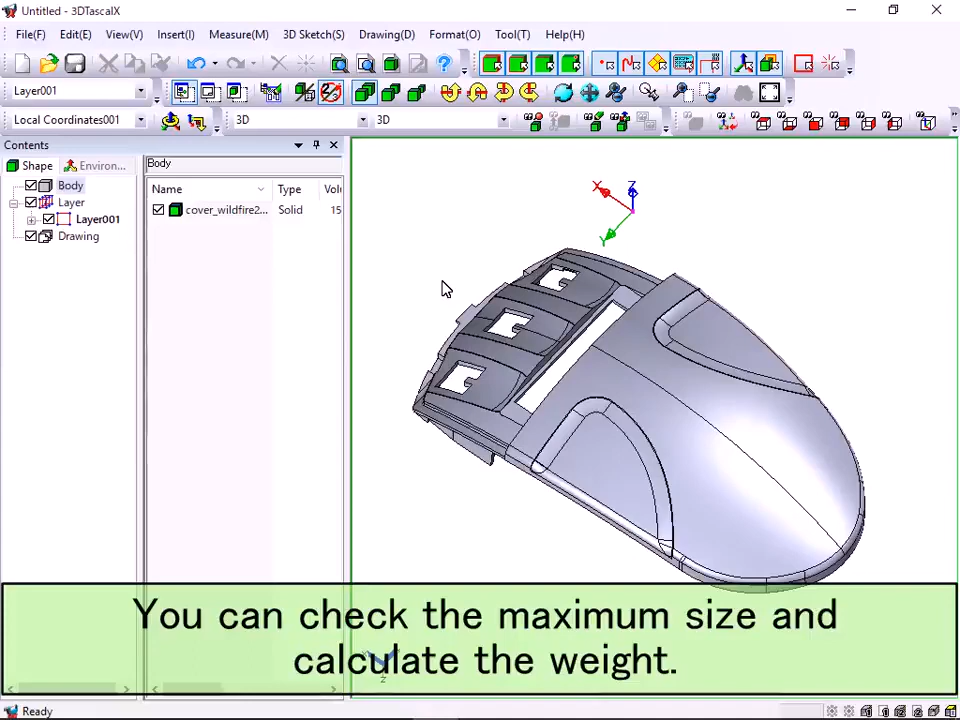 Untitled - 3DTascalX
File(F) Edit(E) View(V) Insert(I) Measure(M) 3D Sketch(S) Drawing(D) Format(O) Tool(T) Help(H)
Layer001
Local Coordinates001 3D 3D
Contents
Shape Environ...
Body
Layer
Layer001
Drawing
Body
Name Type Vol
cover_wildfire2... Solid 15
X Z
Y
You can check the maximum size and
calculate the weight.
z
Ready